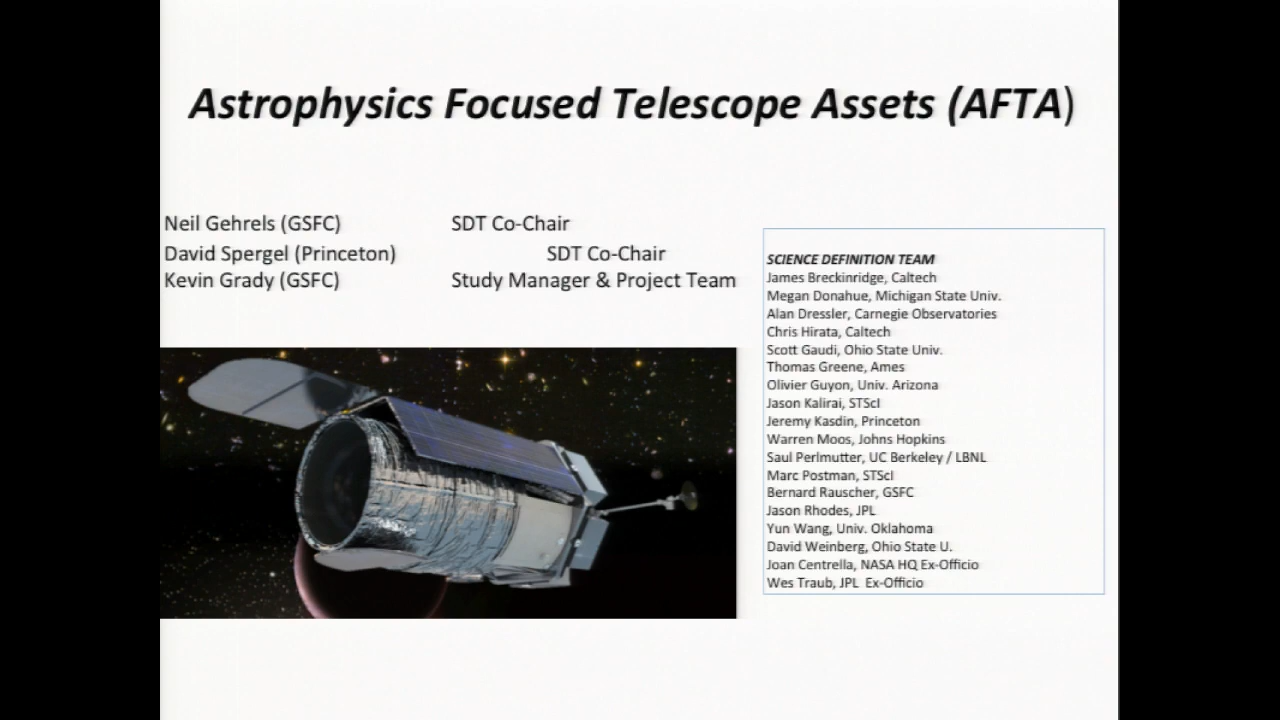 Astrophysics Focused Telescope Assets (AFTA)
Neil Gehrels (GSFC) SDT Co-Chair
David Spergel (Princeton) SDT Co-Chair
Kevin Grady (GSFC) Study Manager & Project Team
SCIENCE DEFINITION TEAM
James Breckinridge, Caltech
Megan Donahue, Michigan State Univ.
Alan Dressler, Carnegie Observatories
Chris Hirata, Caltech
Scott Gaudi, Ohio State Univ.
Thomas Greene, Ames
Olivier Guyon, Univ. Arizona
Jason Kalirai, STScI
Jeremy Kasdin, Princeton
Warren Moos, Johns Hopkins
Saul Perlmutter, UC Berkeley / LBNL
Marc Postman, STScI
Bernard Rauscher, GSFC
Jason Rhodes, JPL
Yun Wang, Univ. Oklahoma
David Weinberg, Ohio State U.
Joan Centrella, NASA HQ Ex-Officio
Wes Traub, JPL Ex-Officio